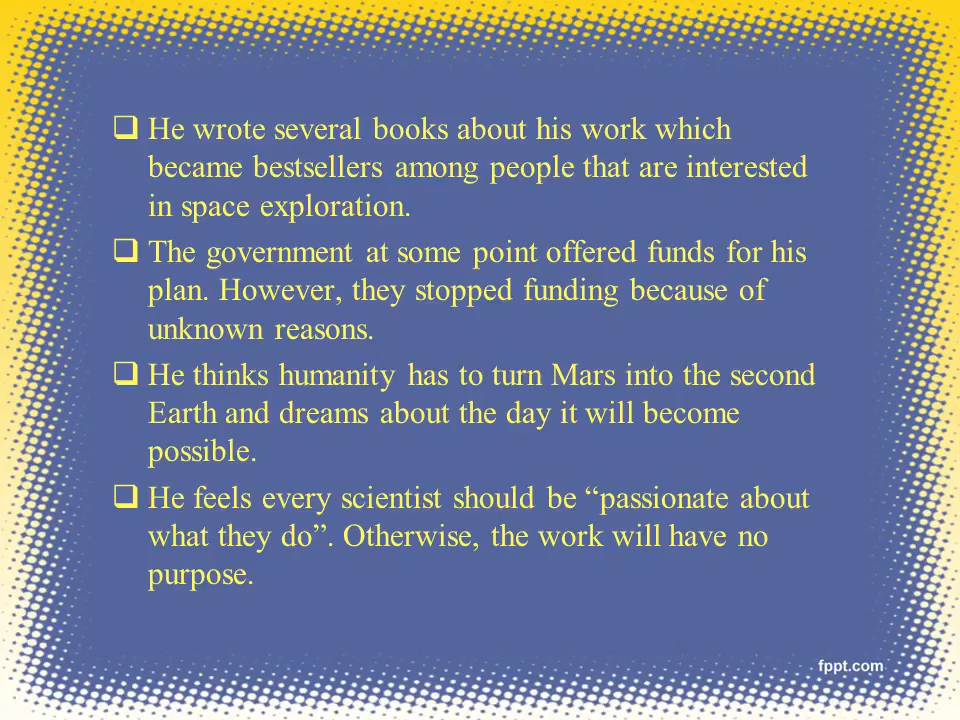 ❑ He wrote several books about his work which
became bestsellers among people that are interested
in space exploration.
❑ The government at some point offered funds for his
plan. However, they stopped funding because of
unknown reasons.
❑ He thinks humanity has to turn Mars into the second
Earth and dreams about the day it will become
possible.
❑ He feels every scientist should be “passionate about
what they do”. Otherwise, the work will have no
purpose.
fppt.com